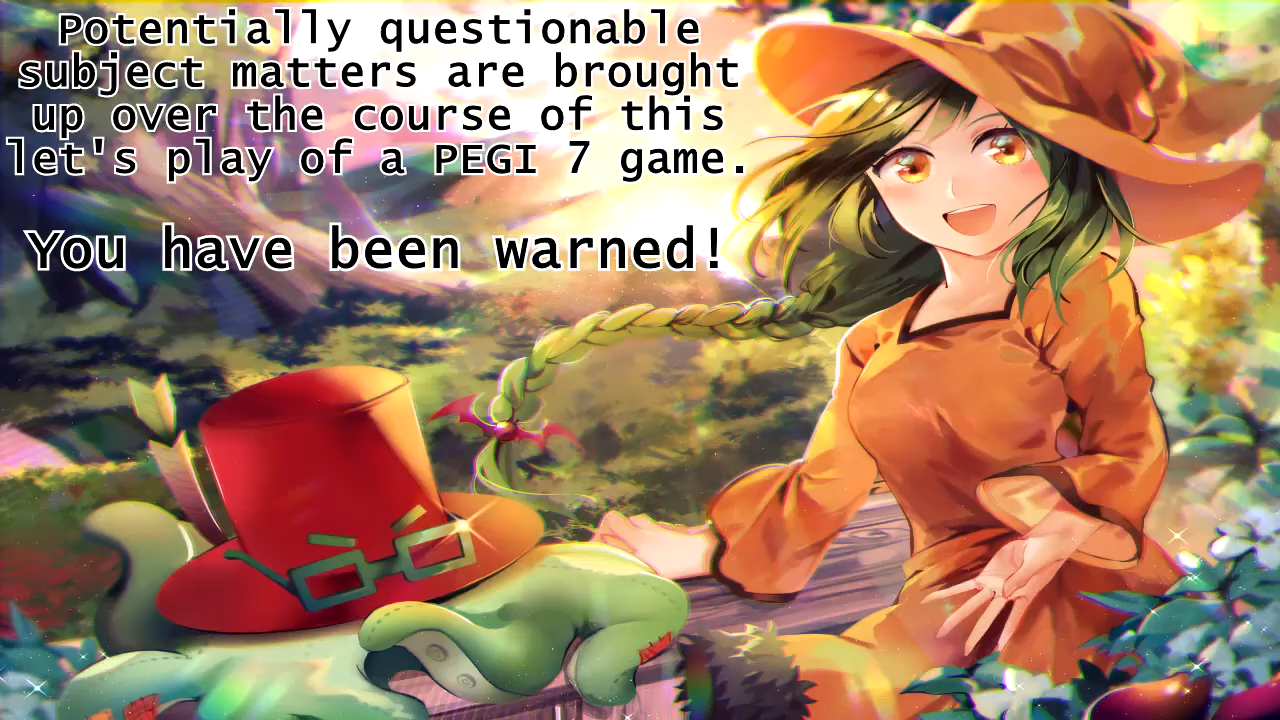 Potentially questionable
subject matters are brought
up over the course of this
let's play of a PEGI 7 game.
You have been warned!